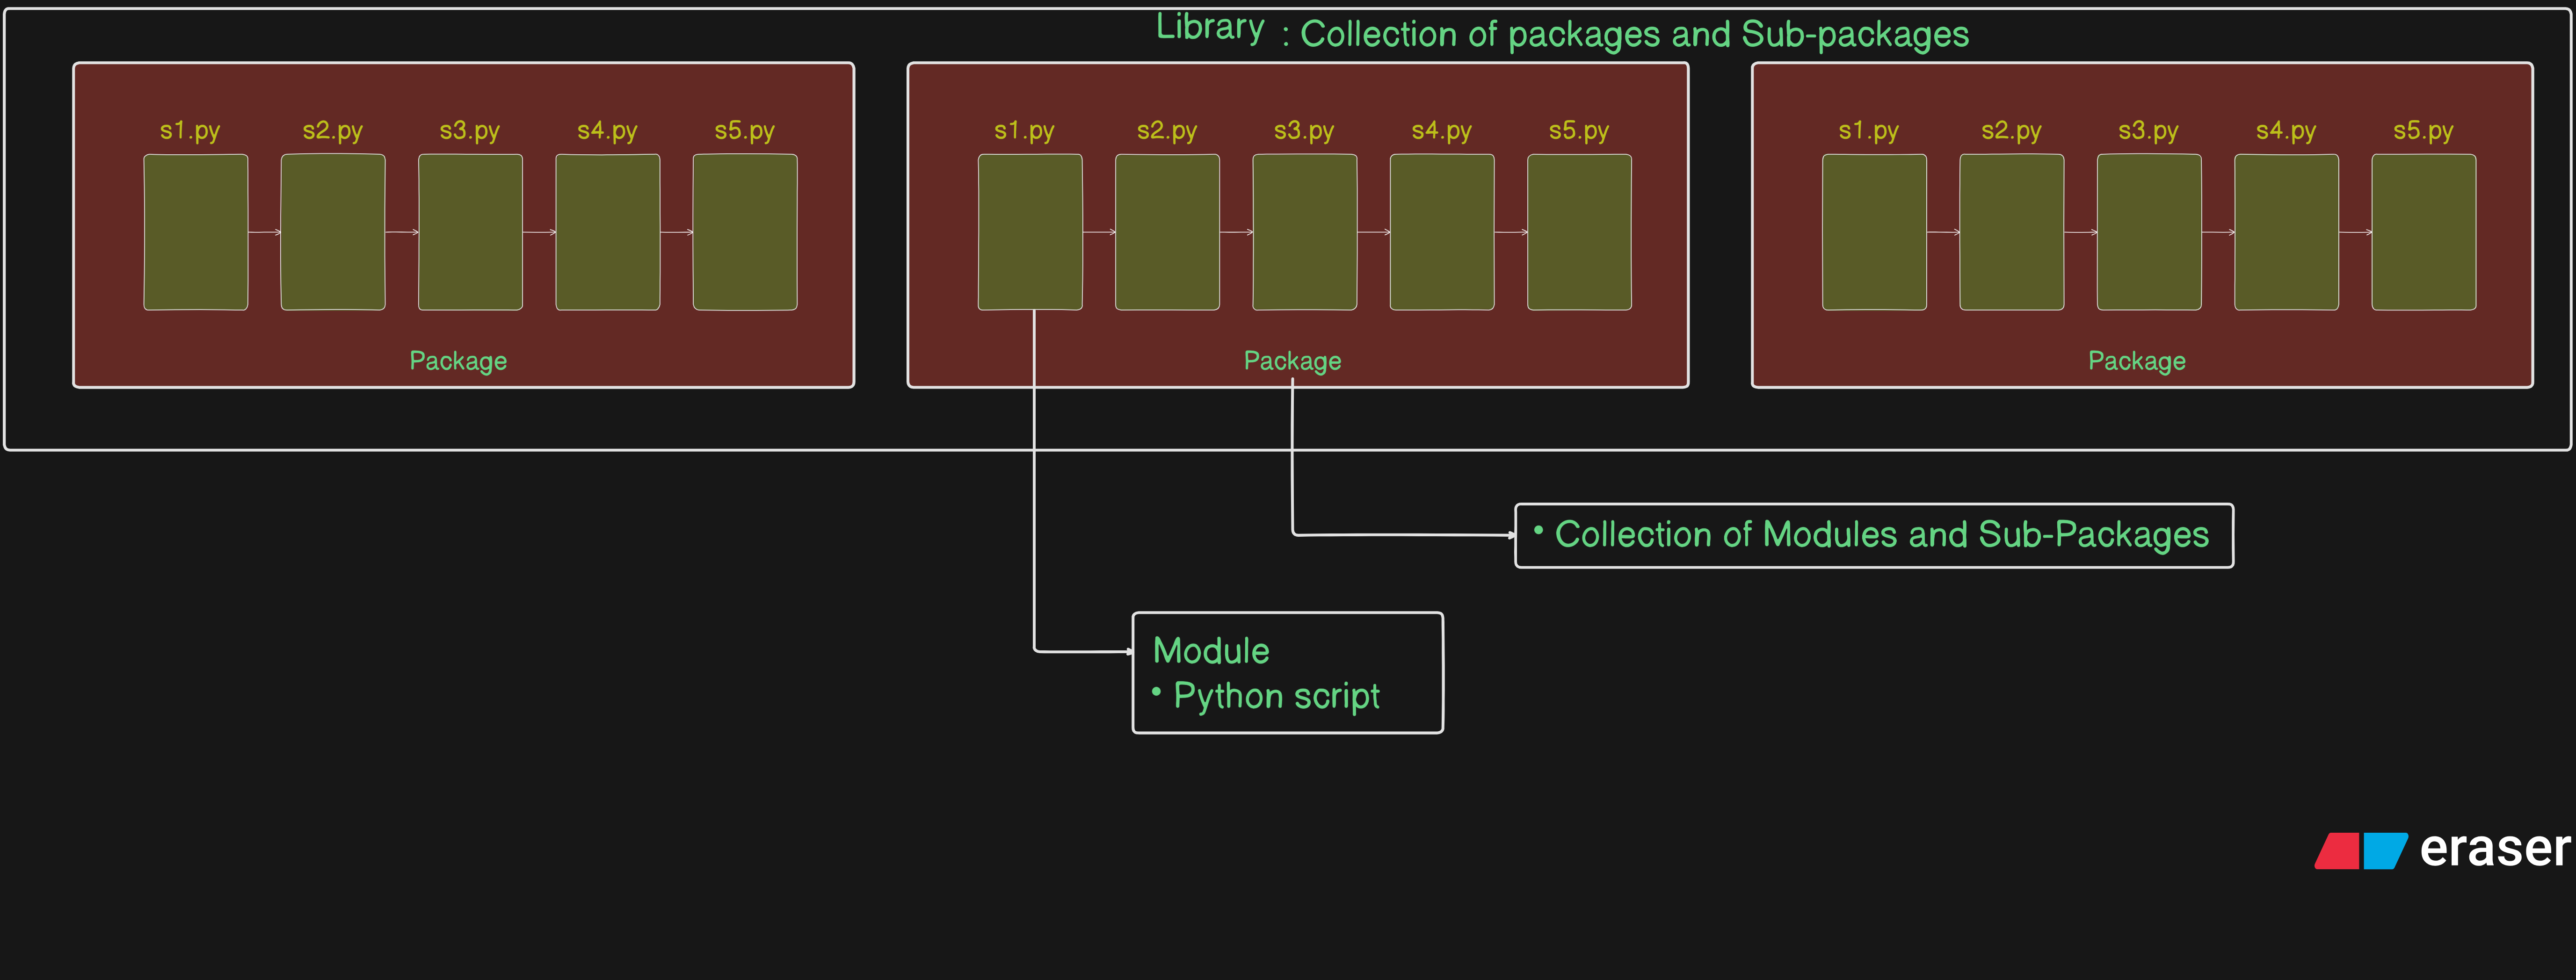 Library : Collection of packages and Sub-packages
s1.py s2.py s3.py s4.py s5.py
Package
s1.py s2.py s3.py s4.py s5.py
Package
s1.py s2.py s3.py s4.py s5.py
Package
• Collection of Modules and Sub-Packages
Module
• Python script
eraser